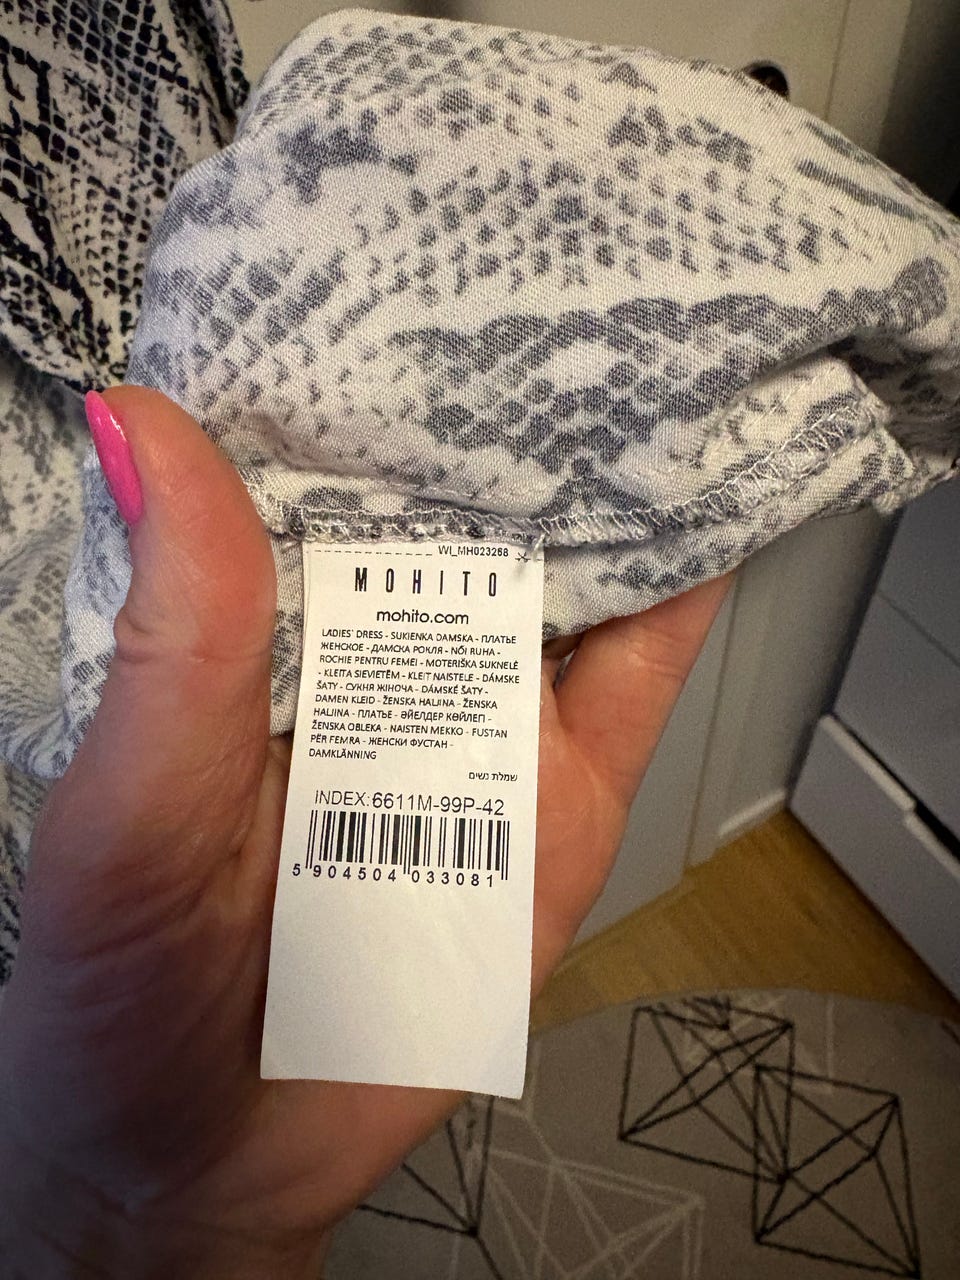 WI_MH023268
MOHITO
mohito.com
LADIES' DRESS - SUKIENKA DAMSKA - ПЛАТЬЕ
ЖЕНСКОЕ - ДАМСКА РОКЛЯ - NŐI RUHA -
ROCHIE PENTRU FEMEI - MOTERIŠKA SUKNELĖ
- KLEITA SIEVIETĒM - KLEIT NAISTELE - DÁMSKE
ŠATY - СУКНЯ ЖІНОЧА - DÁMSKÉ ŠATY -
DAMEN KLEID - ŽENSKA HALJINA - ŽENSKA
HALJINA - ПЛАТЬЕ - ӘЙЕЛДЕР КӨЙЛЕГІ -
ŽENSKA OBLEKA - NAISTEN MEKKO - FUSTAN
PËR FEMRA - ЖЕНСКИ ФУСТАН -
DAMKLÄNNING
שמלת נשים
INDEX:6611M-99P-42
5 904504 033081